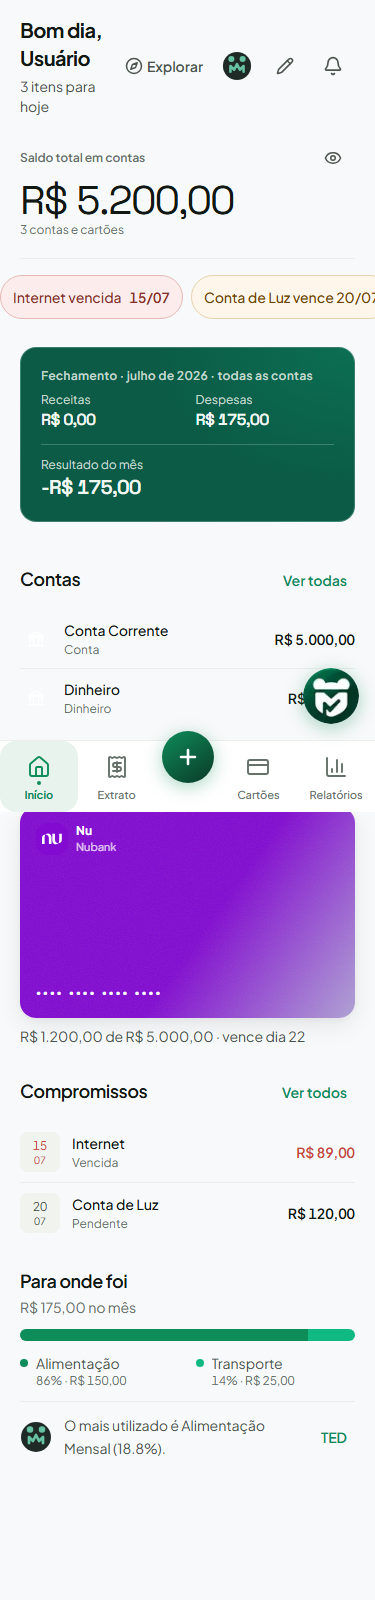 Bom dia,
Usuário
3 itens para
hoje
Explorar
Saldo total em contas
R$ 5.200,00
3 contas e cartões
Internet vencida 15/07
Conta de Luz vence 20/07
Fechamento · julho de 2026 · todas as contas
Receitas
R$ 0,00
Despesas
R$ 175,00
Resultado do mês
-R$ 175,00
Contas
Ver todas
Conta Corrente
Conta
R$ 5.000,00
Dinheiro
Dinheiro
R$
Início
Extrato
Cartões
Relatórios
nu
Nu
Nubank
•••• •••• •••• ••••
R$ 1.200,00 de R$ 5.000,00 · vence dia 22
Compromissos
Ver todos
15
07
Internet
Vencida
R$ 89,00
20
07
Conta de Luz
Pendente
R$ 120,00
Para onde foi
R$ 175,00 no mês
Alimentação
86% · R$ 150,00
Transporte
14% · R$ 25,00
O mais utilizado é Alimentação
Mensal (18.8%).
TED